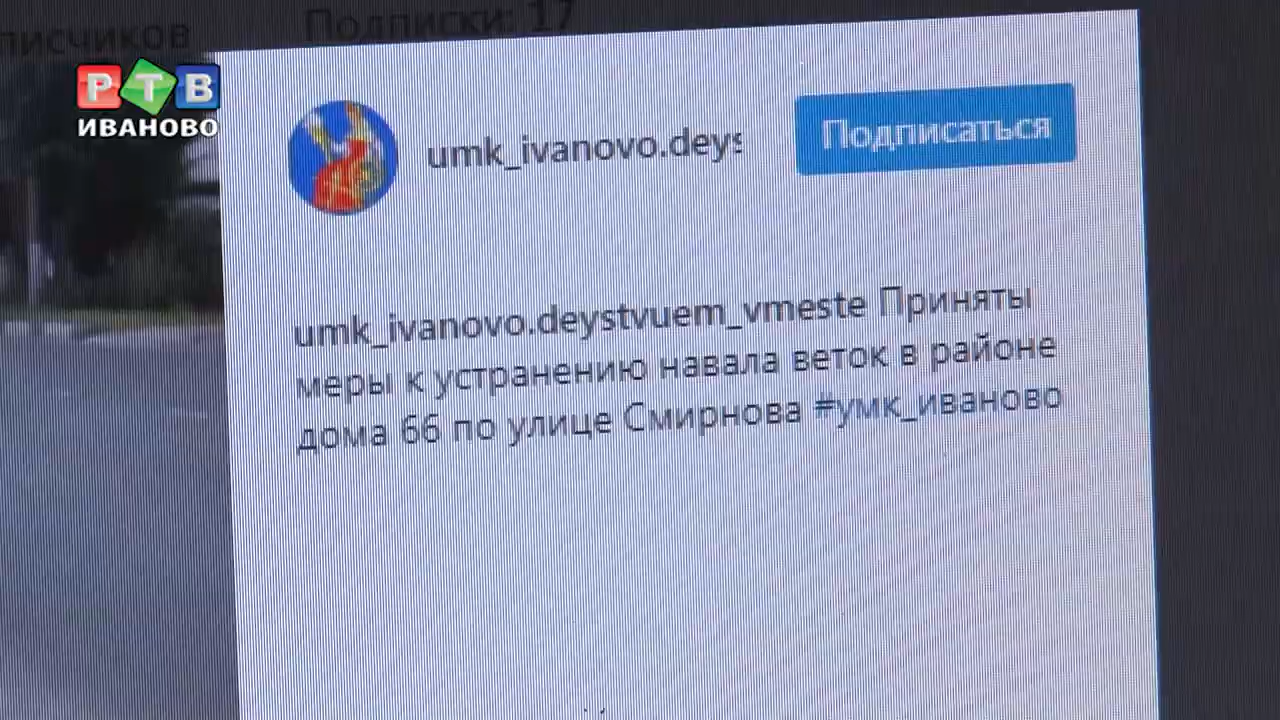 писчиков
Подписки: 17
РТВ
ИВАНОВО
umk_ivanovo.deys
Подписаться
umk_ivanovo.deystvuem_vmeste Приняты
меры к устранению навала веток в районе
дома 66 по улице Смирнова #умк_иваново